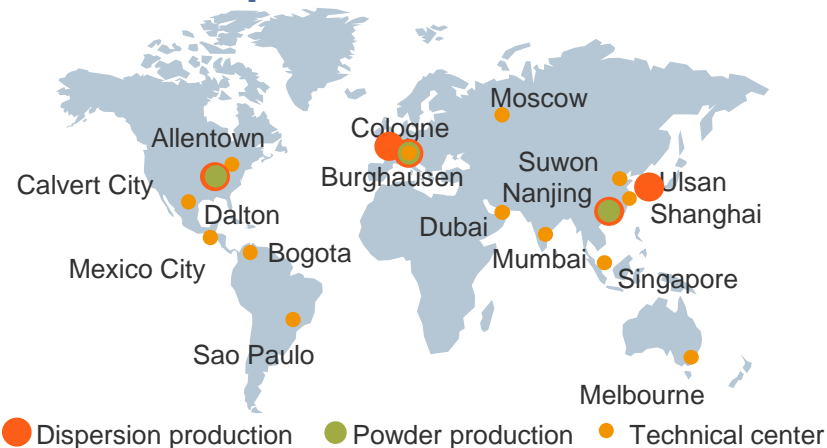 Moscow
Cologne
Allentown
Suwon
Burghausen
Ulsan
Calvert City
Nanjing
Dalton
Shanghai
Dubai
Bogota
Mumbai
Mexico City
Singapore
Sao Paulo
Melbourne
Dispersion production
Powder production
Technical center